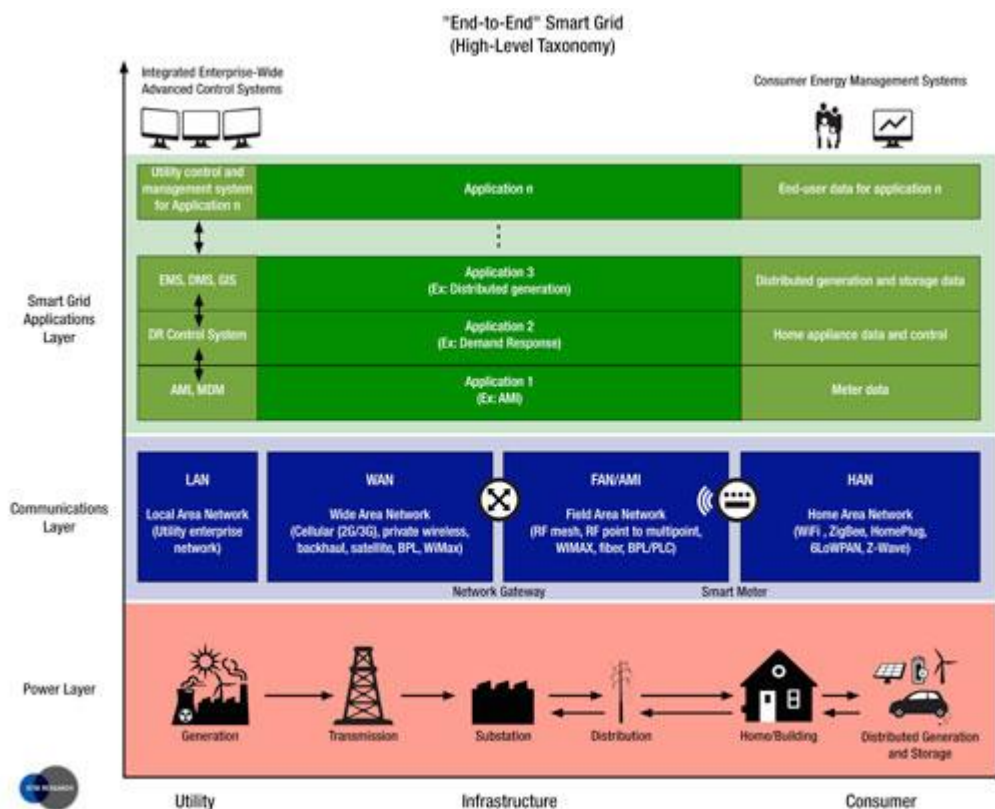 "End-to-End" Smart Grid
(High-Level Taxonomy)
Integrated Enterprise-Wide
Advanced Control Systems
Consumer Energy Management Systems
Smart Grid
Applications
Layer
Utility control and
management system
for Application n
Application n
End-user data for application n
EMS, DMS, GIS
Application 3
(Ex: Distributed generation)
Distributed generation and storage data
DR Control System
Application 2
(Ex: Demand Response)
Home appliance data and control
AMI, MDM
Application 1
(Ex: AMI)
Meter data
Communications
Layer
LAN
Local Area Network
(Utility enterprise
network)
WAN
Wide Area Network
(Cellular (2G/3G), private wireless,
backhaul, satellite, BPL, WiMax)
FAN/AMI
Field Area Network
(RF mesh, RF point to multipoint,
WiMAX, fiber, BPL/PLC)
HAN
Home Area Network
(WiFi , ZigBee, HomePlug,
6LoWPAN, Z-Wave)
Network Gateway
Smart Meter
Power Layer
Generation
Transmission
Substation
Distribution
Home/Building
Distributed Generation
and Storage
RESEARCH
Utility
Infrastructure
Consumer